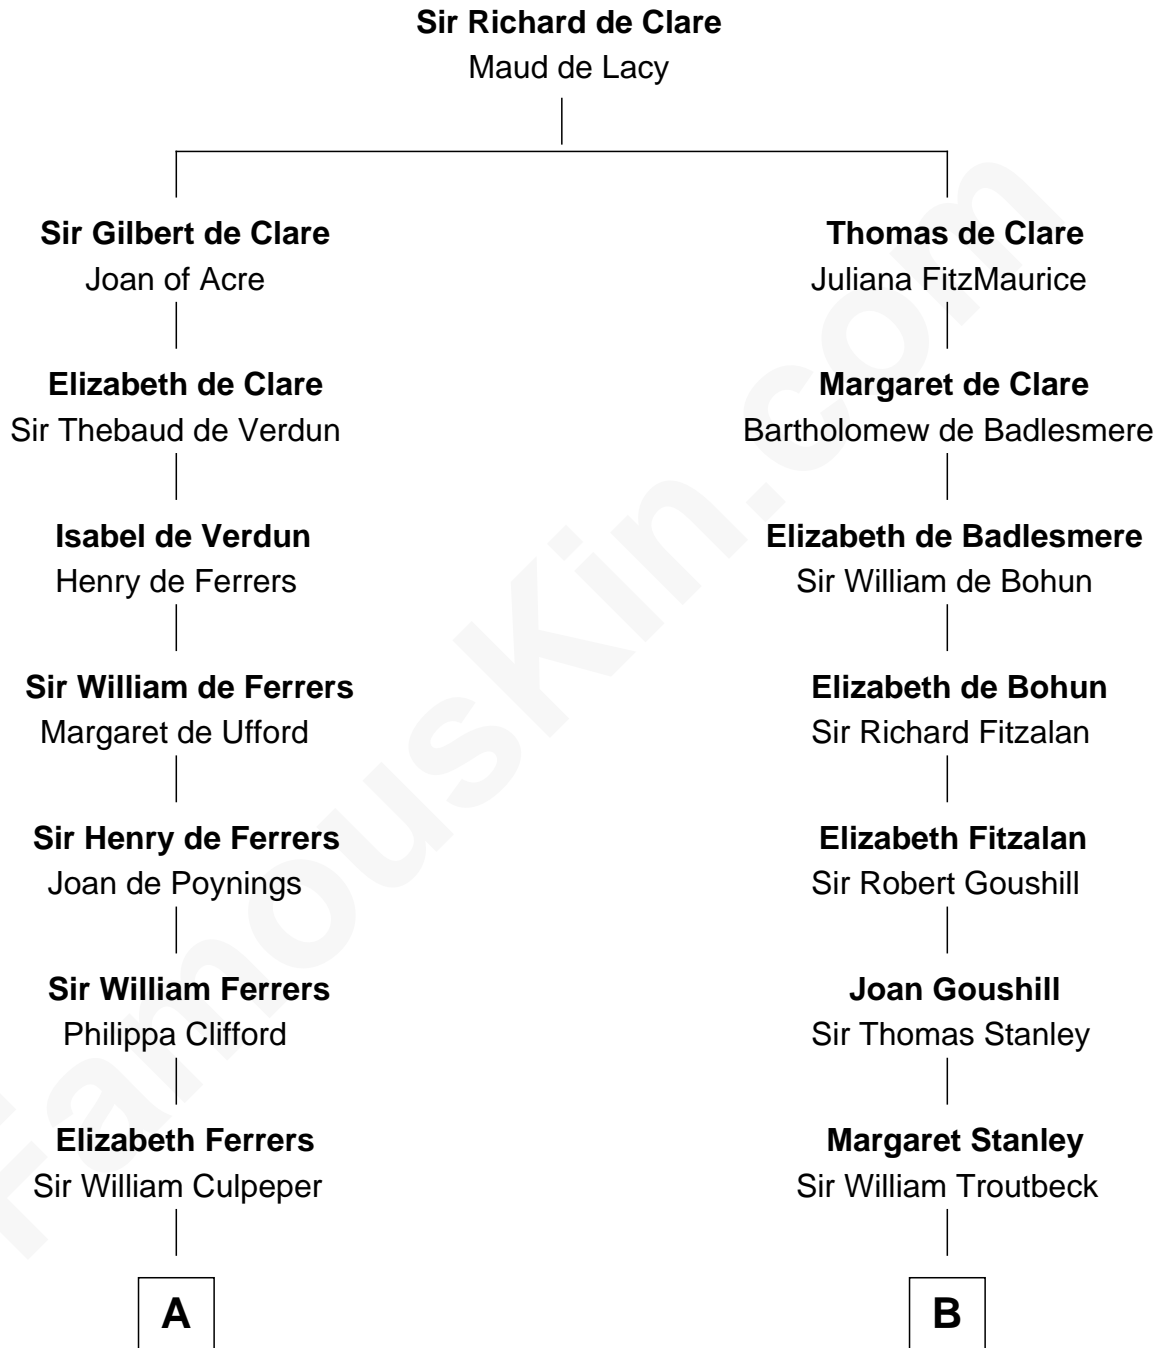 Sir Richard de Clare
Maud de Lacy
Sir Gilbert de Clare
Joan of Acre
Thomas de Clare
Juliana FitzMaurice
Elizabeth de Clare
Sir Thebaud de Verdun
Margaret de Clare
Bartholomew de Badlesmere
Isabel de Verdun
Henry de Ferrers
Elizabeth de Badlesmere
Sir William de Bohun
Sir William de Ferrers
Margaret de Ufford
Elizabeth de Bohun
Sir Richard Fitzalan
Sir Henry de Ferrers
Joan de Poynings
Elizabeth Fitzalan
Sir Robert Goushill
Sir William Ferrers
Philippa Clifford
Joan Goushill
Sir Thomas Stanley
Elizabeth Ferrers
Sir William Culpeper
Margaret Stanley
Sir William Troutbeck
A
B
FamousKin.com